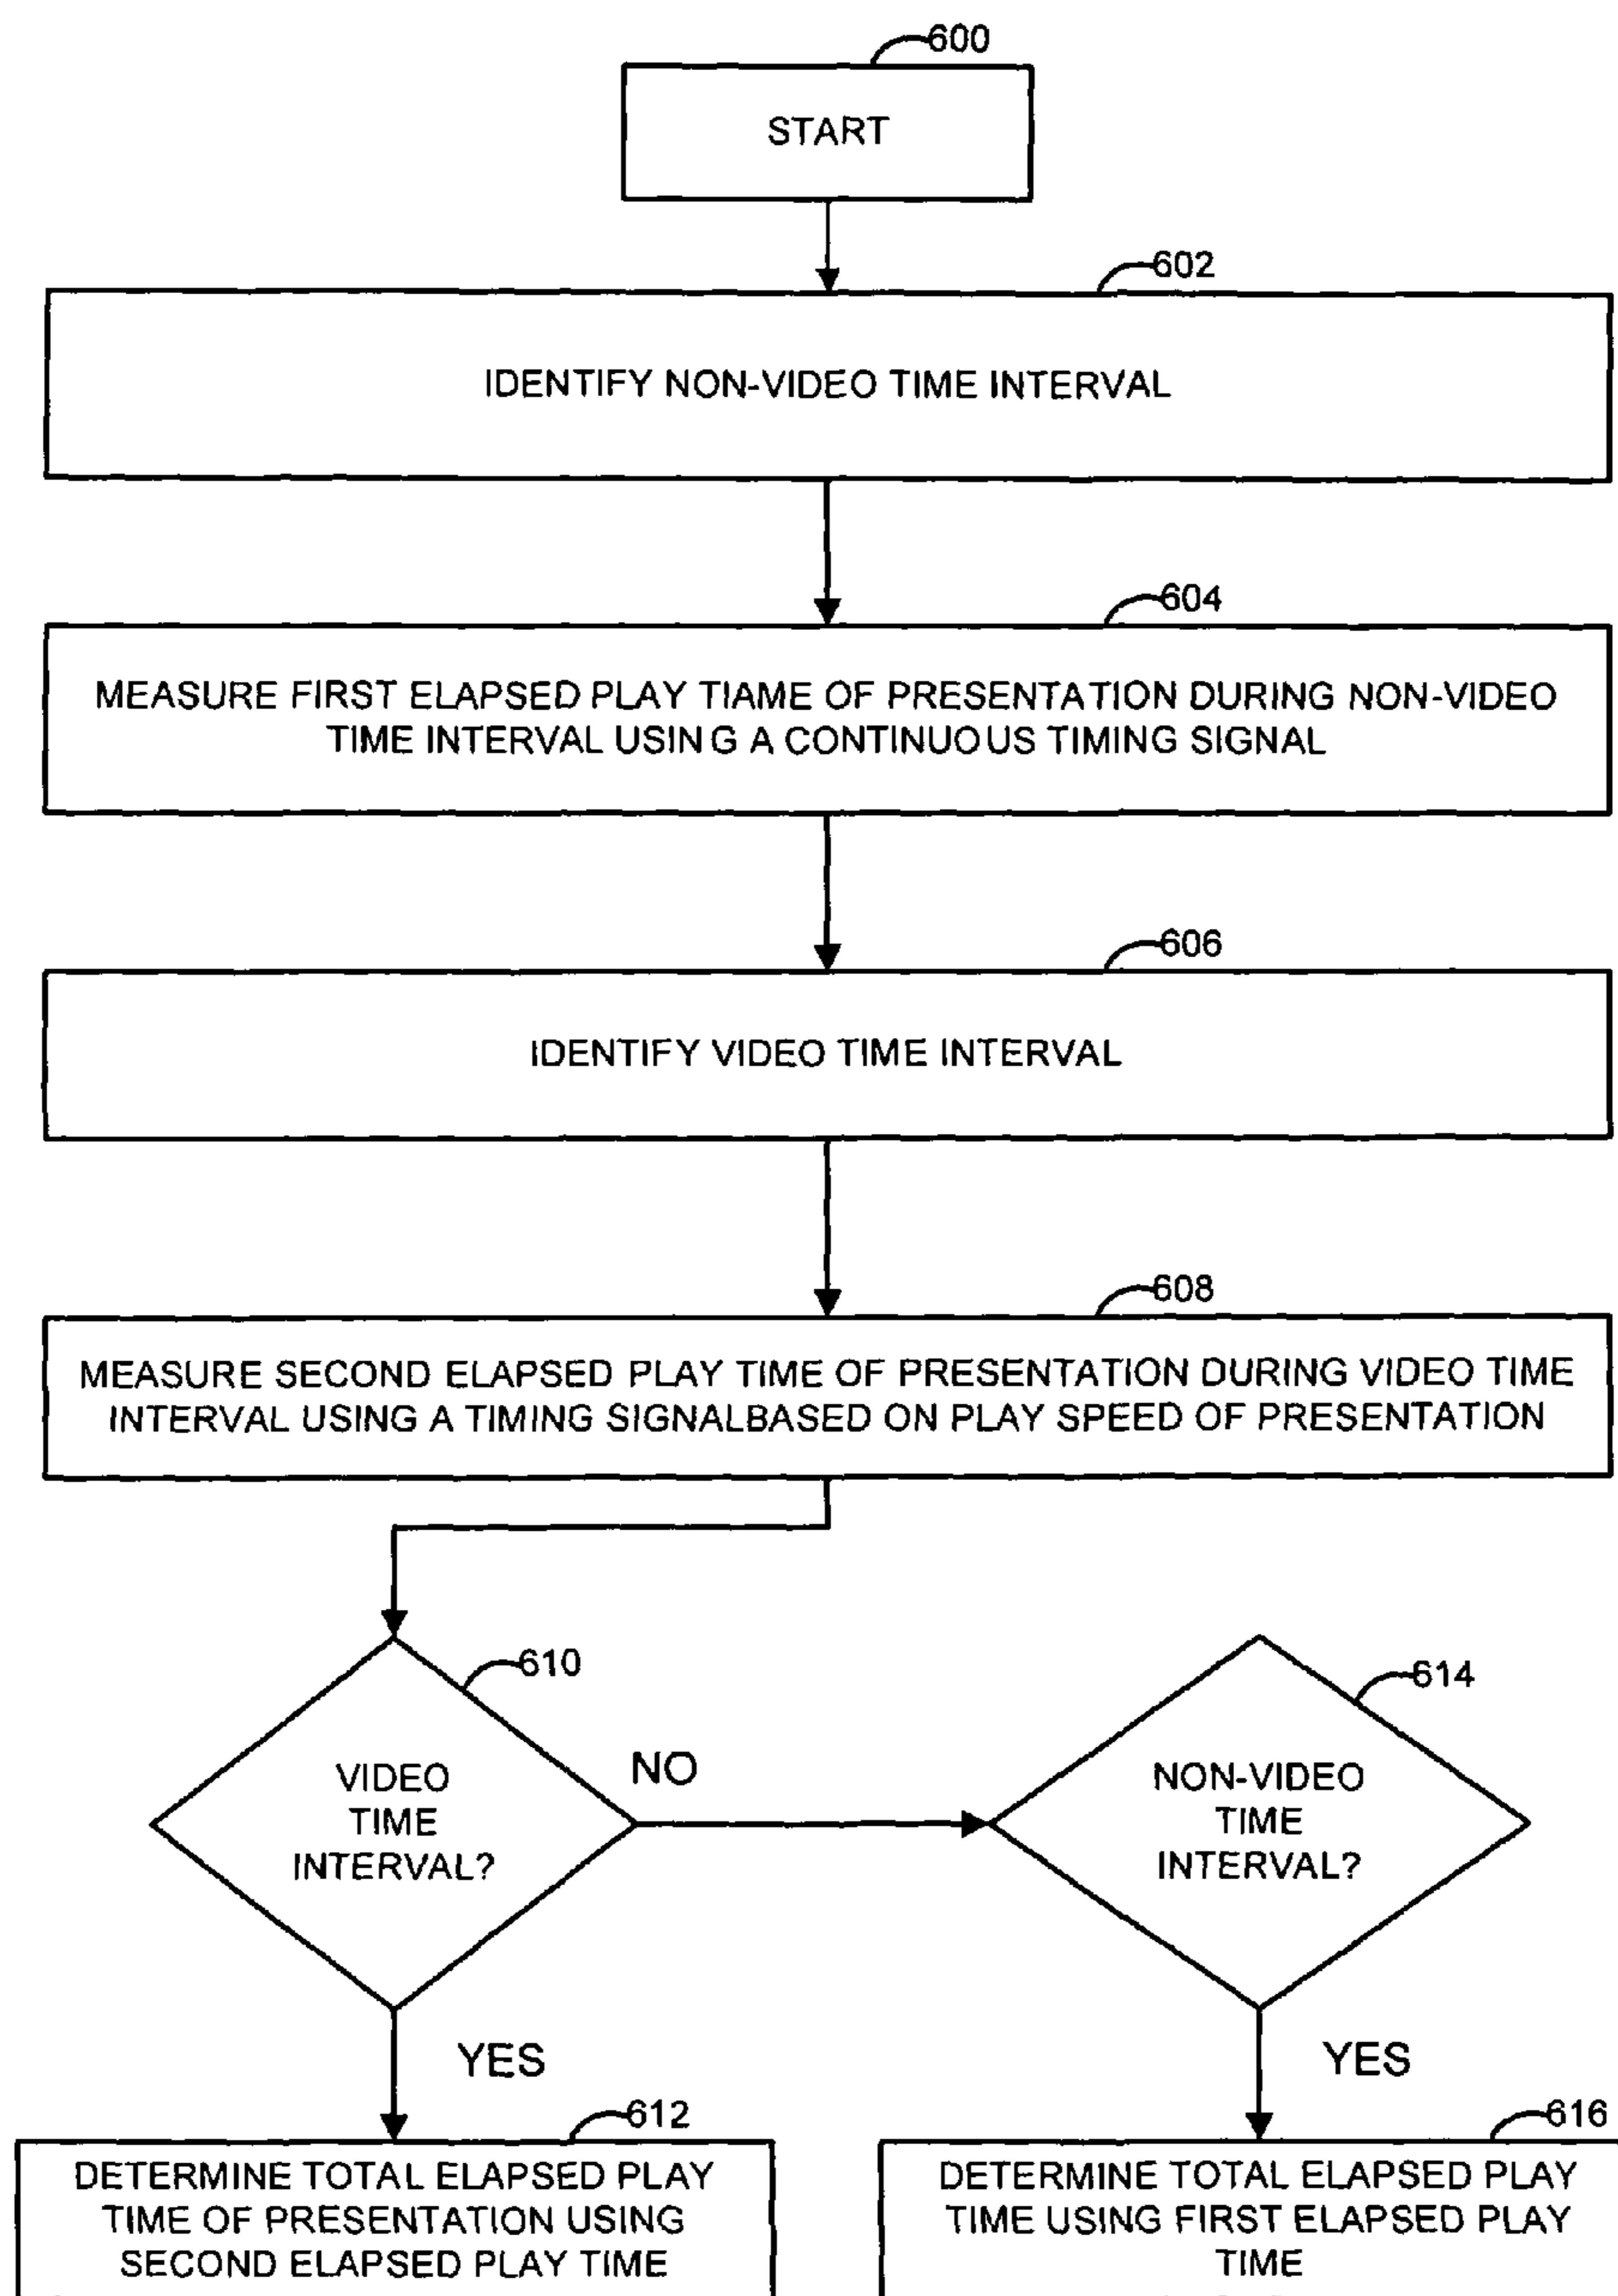 600
START
602
IDENTIFY NON-VIDEO TIME INTERVAL
604
MEASURE FIRST ELAPSED PLAY TIAME OF PRESENTATION DURING NON-VIDEO
TIME INTERVAL USING A CONTINUOUS TIMING SIGNAL
606
IDENTIFY VIDEO TIME INTERVAL
608
MEASURE SECOND ELAPSED PLAY TIME OF PRESENTATION DURING VIDEO TIME
INTERVAL USING A TIMING SIGNALBASED ON PLAY SPEED OF PRESENTATION
610
VIDEO
TIME
INTERVAL?
NO
614
NON-VIDEO
TIME
INTERVAL?
YES
YES
612
DETERMINE TOTAL ELAPSED PLAY
TIME OF PRESENTATION USING
SECOND ELAPSED PLAY TIME
616
DETERMINE TOTAL ELAPSED PLAY
TIME USING FIRST ELAPSED PLAY
TIME